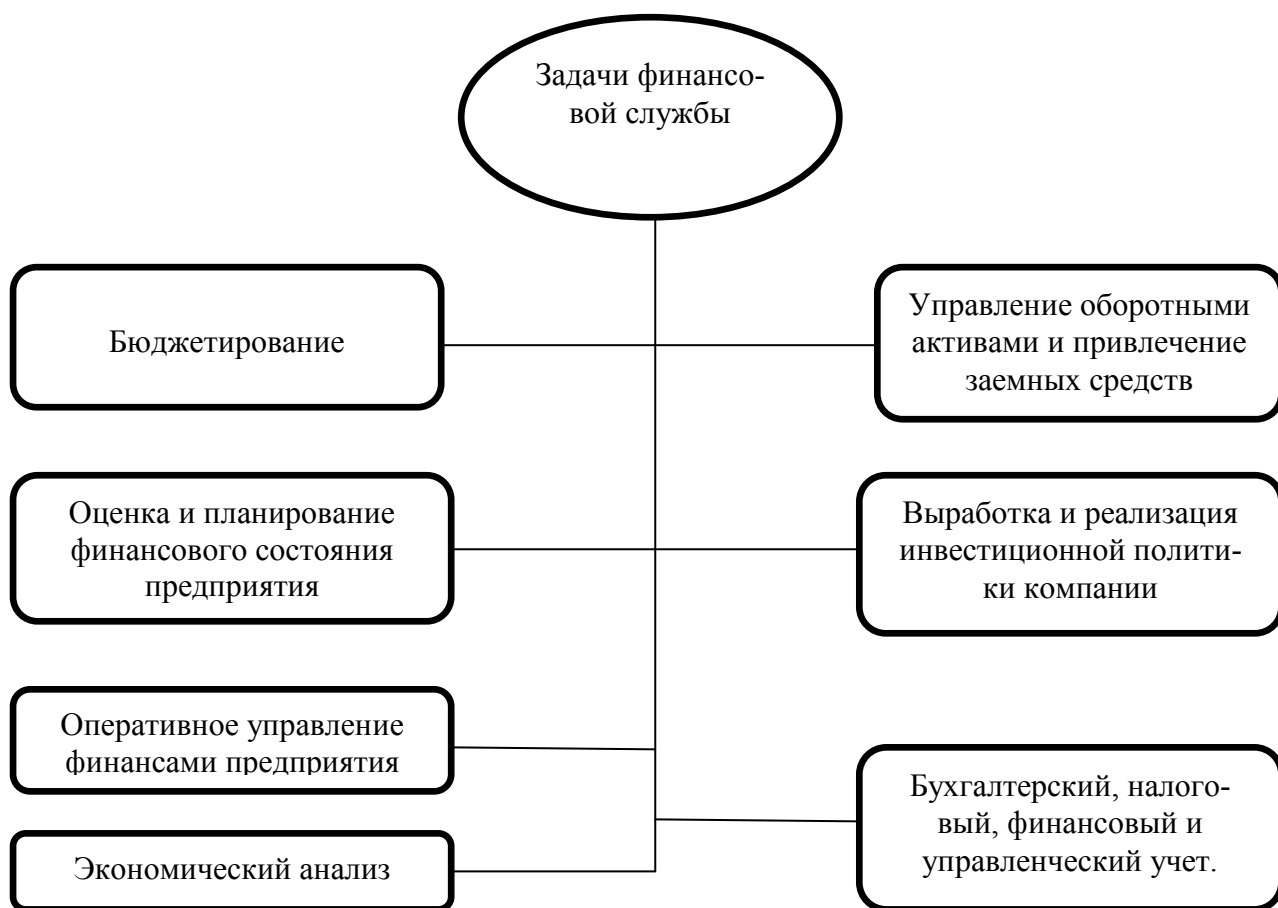 Задачи финансо-
вой службы
Бюджетирование
Управление оборотными
активами и привлечение
заемных средств
Оценка и планирование
финансового состояния
предприятия
Выработка и реализация
инвестиционной полити-
ки компании
Оперативное управление
финансами предприятия
Бухгалтерский, налого-
вый, финансовый и
управленческий учет.
Экономический анализ